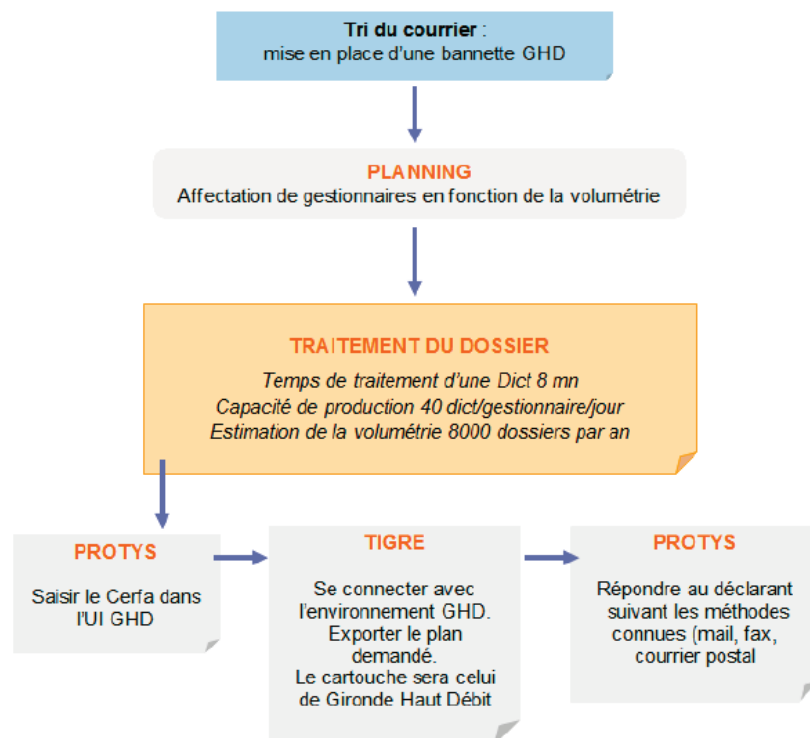 Tri du courrier :
mise en place d'une bannette GHD
PLANNING
Affectation de gestionnaires en fonction de la volumétrie
TRAITEMENT DU DOSSIER
Temps de traitement d'une Dict 8 mn
Capacité de production 40 dict/gestionnaire/jour
Estimation de la volumétrie 8000 dossiers par an
PROTYS
Saisir le Cerfa dans
l'UI GHD
TIGRE
Se connecter avec
l'environnement GHD.
Exporter le plan
demandé.
Le cartouche sera celui
de Gironde Haut Débit
PROTYS
Répondre au déclarant
suivant les méthodes
connues (mail, fax,
courrier postal